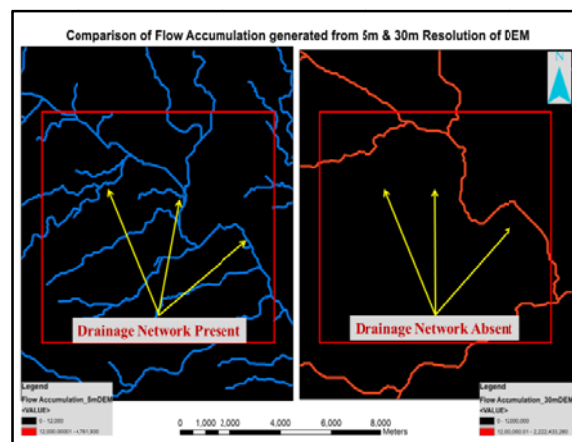 Comparison of Flow Accumulation generated from 5m & 30m Resolution of DEM
Drainage Network Present
Drainage Network Absent
Legend
Flow Accumulation_5mDEM
<VALUE>
0 - 12,000
Legend
Flow Accumulation_30mDEM
<VALUE>
0 - 12,00,000
0 1,000 2,000 4,000 6,000 8,000
Meters